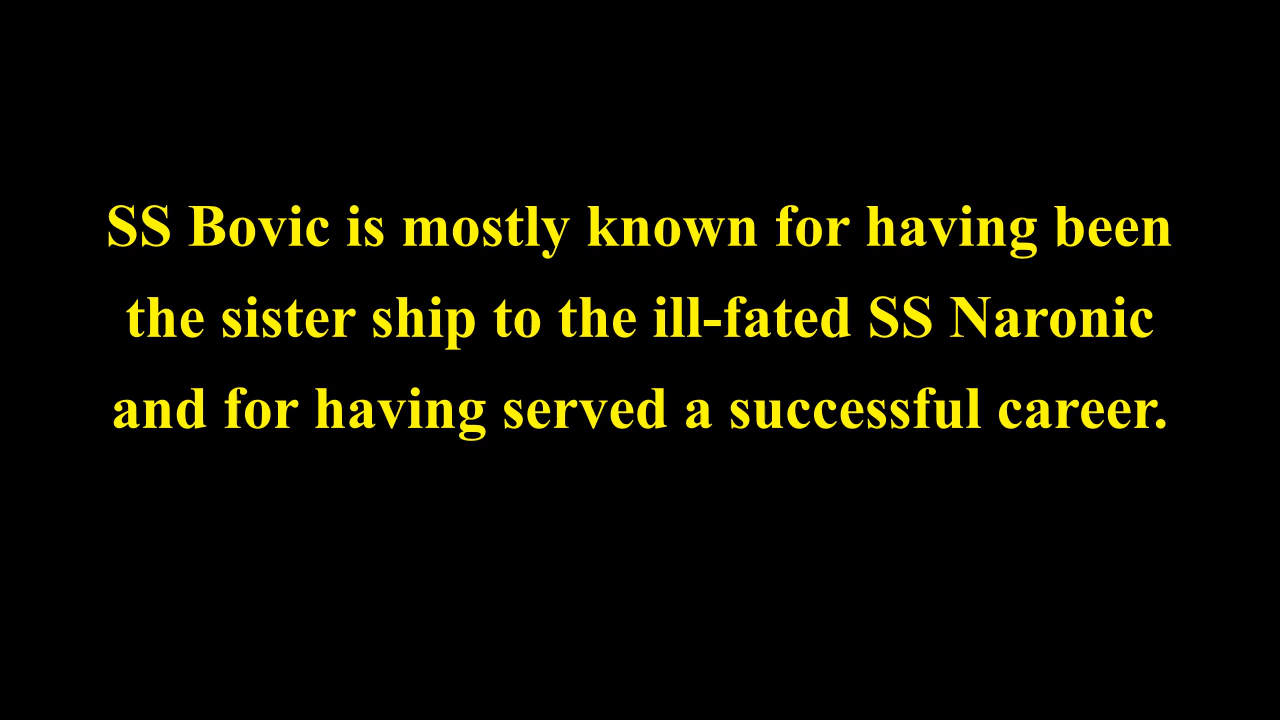 SS Bovic is mostly known for having been
the sister ship to the ill-fated SS Naronic
and for having served a successful career.